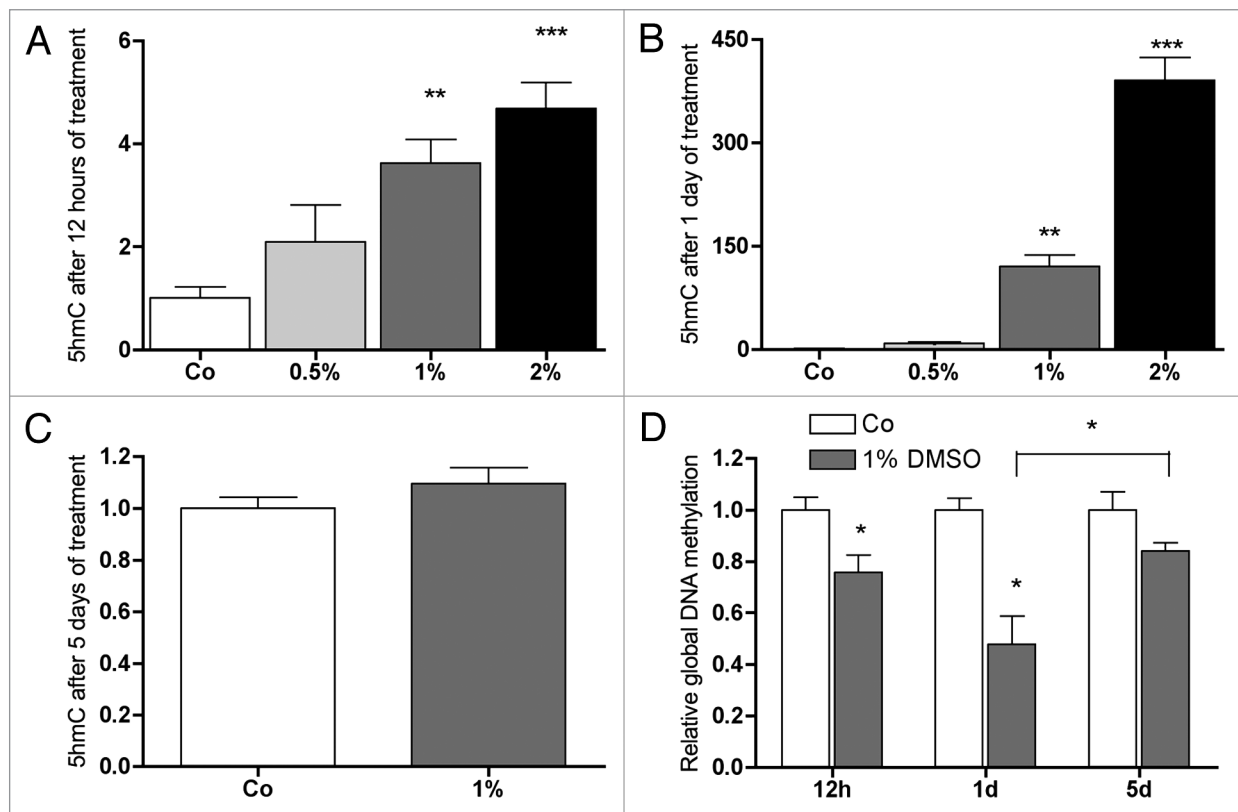 A
5hmC after 12 hours of treatment
6
4
2
0
**
***
Co 0.5% 1% 2%
B
5hmC after 1 day of treatment
450
300
150
0
**
***
Co 0.5% 1% 2%
C
5hmC after 5 days of treatment
1.2
1.0
0.8
0.6
0.4
0.2
0.0
Co 1%
D
Co
1% DMSO
Relative global DNA methylation
1.2
1.0
0.8
0.6
0.4
0.2
0.0
*
*
*
12h 1d 5d